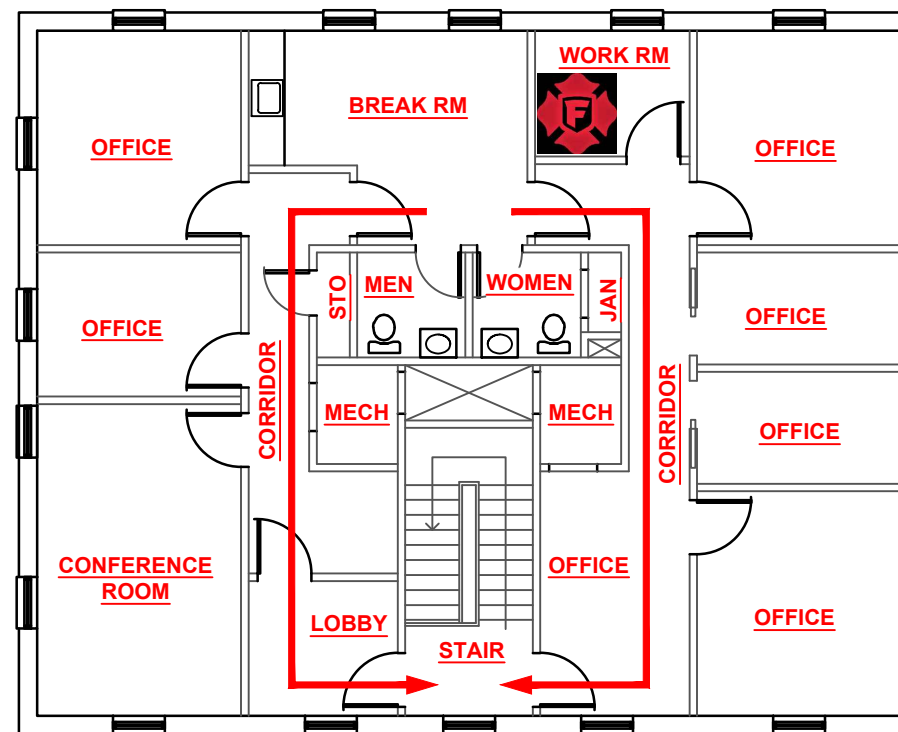 WORK RM
BREAK RM
F
OFFICE
OFFICE
STO
MEN
WOMEN
JAN
OFFICE
OFFICE
CORRIDOR
MECH
MECH
CORRIDOR
OFFICE
CONFERENCE
ROOM
OFFICE
LOBBY
OFFICE
STAIR